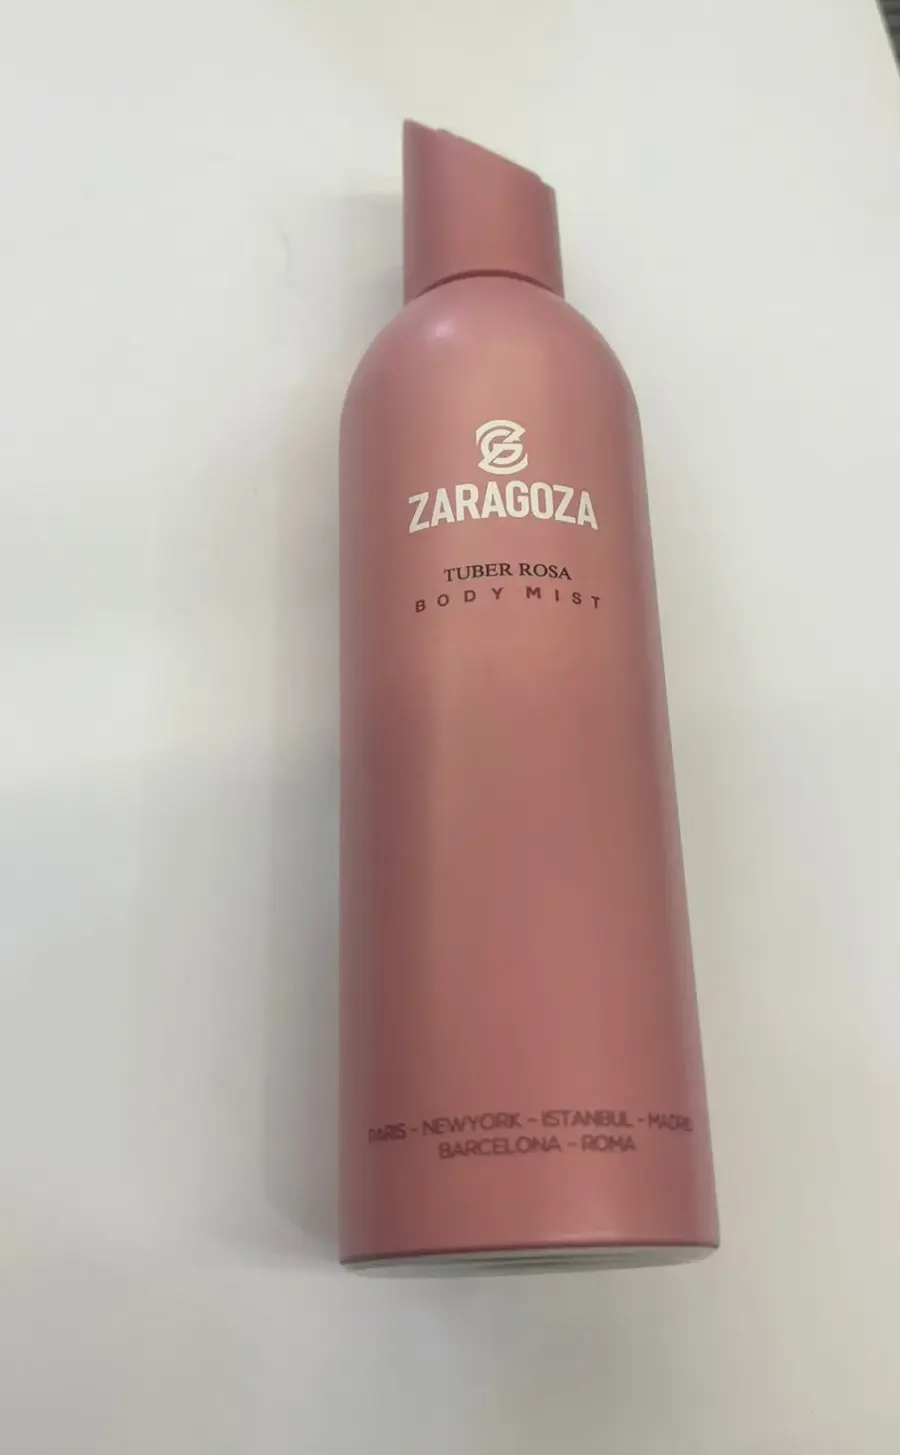 ZARAGOZA
TUBER ROSA
BODY MIST
PARIS - NEWYORK - ISTANBUL - MADRID
BARCELONA - ROMA